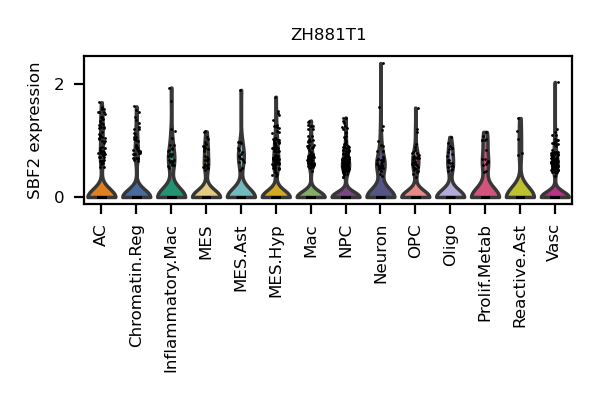 ZH881T1
SBF2 expression
2
0
AC
Chromatin.Reg
Inflammatory.Mac
MES
MES.Ast
MES.Hyp
Mac
NPC
Neuron
OPC
Oligo
Prolif.Metab
Reactive.Ast
Vasc